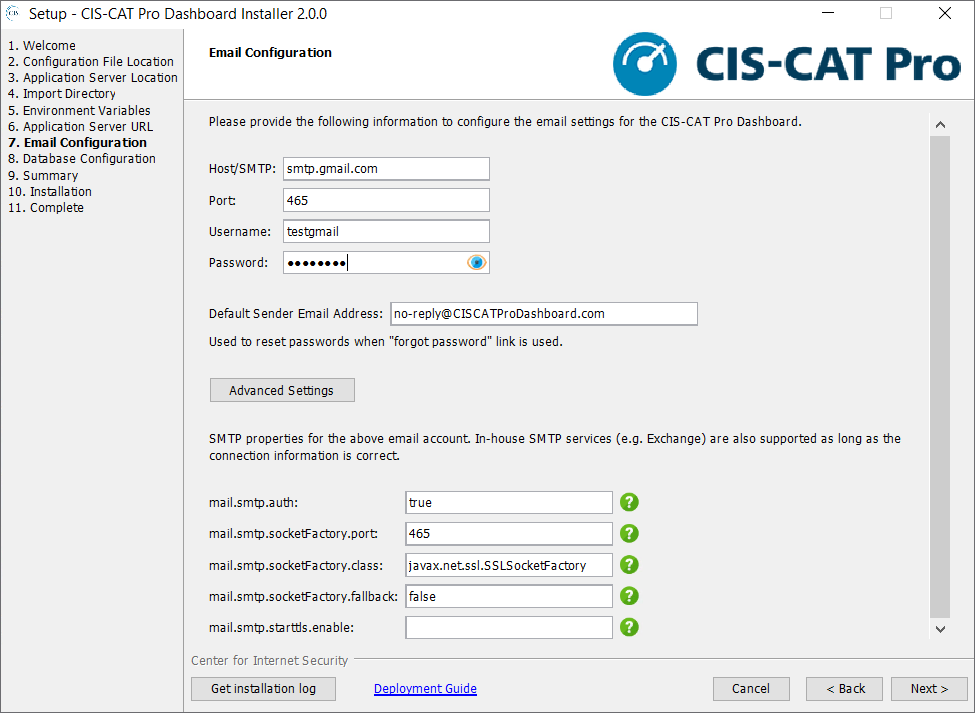 CIS Setup - CIS-CAT Pro Dashboard Installer 2.0.0
1. Welcome
2. Configuration File Location
3. Application Server Location
4. Import Directory
5. Environment Variables
6. Application Server URL
7. Email Configuration
8. Database Configuration
9. Summary
10. Installation
11. Complete
Email Configuration
CIS-CAT Pro
Please provide the following information to configure the email settings for the CIS-CAT Pro Dashboard.
Host/SMTP: smtp.gmail.com
Port: 465
Username: testgmail
Password: ●●●●●●●●
Default Sender Email Address: no-reply@CISCATProDashboard.com
Used to reset passwords when "forgot password" link is used.
Advanced Settings
SMTP properties for the above email account. In-house SMTP services (e.g. Exchange) are also supported as long as the
connection information is correct.
mail.smtp.auth: true ?
mail.smtp.socketFactory.port: 465 ?
mail.smtp.socketFactory.class: javax.net.ssl.SSLSocketFactory ?
mail.smtp.socketFactory.fallback: false ?
mail.smtp.starttls.enable: ?
Center for Internet Security
Get installation log Deployment Guide Cancel < Back Next >